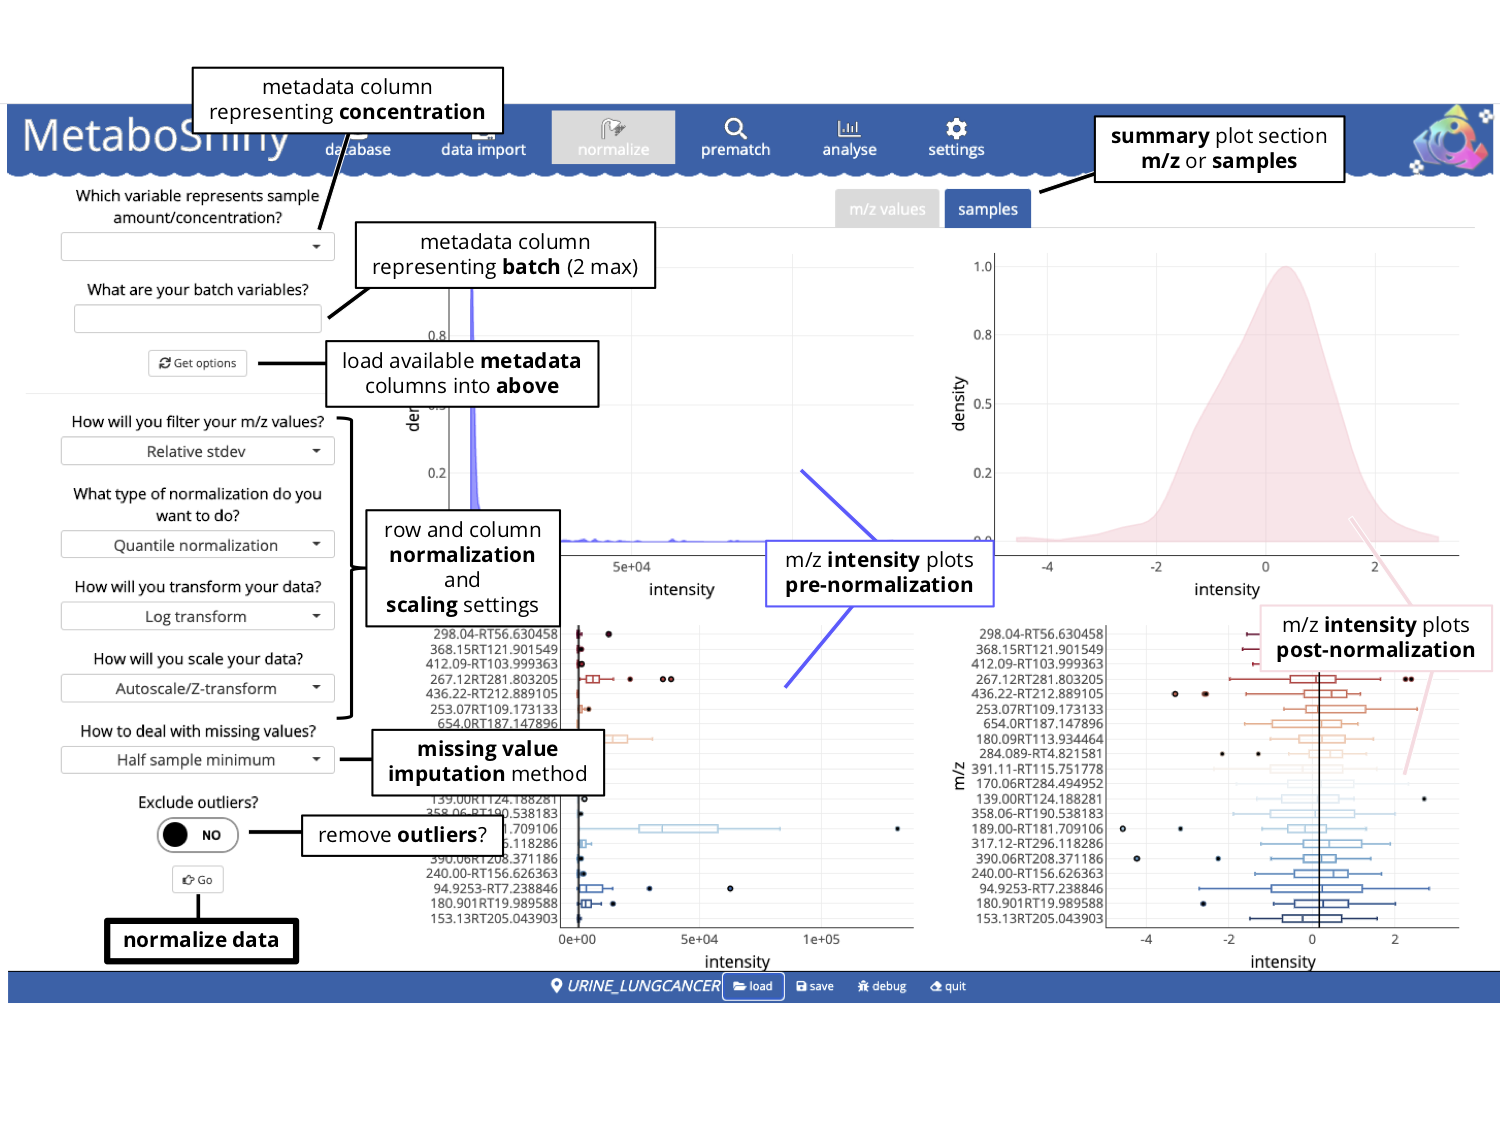 metadata column
representing concentration
MetaboShiny
database
data import
normalize
prematch
analyse
settings
summary plot section
m/z or samples
Which variable represents sample
amount/concentration?
m/z values
samples
metadata column
representing batch (2 max)
What are your batch variables?
Get options
load available metadata
columns into above
How will you filter your m/z values?
Relative stdev
What type of normalization do you
want to do?
Quantile normalization
How will you transform your data?
Log transform
How will you scale your data?
Autoscale/Z-transform
How to deal with missing values?
Half sample minimum
Exclude outliers?
NO
Go
normalize data
row and column
normalization
and
scaling settings
missing value
imputation method
remove outliers?
0.8
0.2
5e+04
intensity
m/z intensity plots
pre-normalization
1.0
0.8
0.5
0.2
0.0
density
-4
-2
0
2
intensity
m/z intensity plots
post-normalization
298.04-RT56.630458
368.15RT121.901549
412.09-RT103.999363
267.12RT281.803205
436.22-RT212.889105
253.07RT109.173133
654.0RT187.147896
139.00RT124.188281
358.06-RT190.538183
.709106
.118286
390.06RT208.371186
240.00-RT156.626363
94.9253-RT7.238846
180.901RT19.989588
153.13RT205.043903
0e+00
5e+04
1e+05
intensity
298.04-RT56.630458
368.15RT121.901549
412.09-RT103.999363
267.12RT281.803205
436.22-RT212.889105
253.07RT109.173133
654.0RT187.147896
180.09RT113.934464
284.089-RT4.821581
391.11-RT115.751778
170.06RT284.494952
139.00RT124.188281
358.06-RT190.538183
189.00-RT181.709106
317.12-RT296.118286
390.06RT208.371186
240.00-RT156.626363
94.9253-RT7.238846
180.901RT19.989588
153.13RT205.043903
m/z
-4
-2
0
2
intensity
URINE_LUNGCANCER
load
save
debug
quit